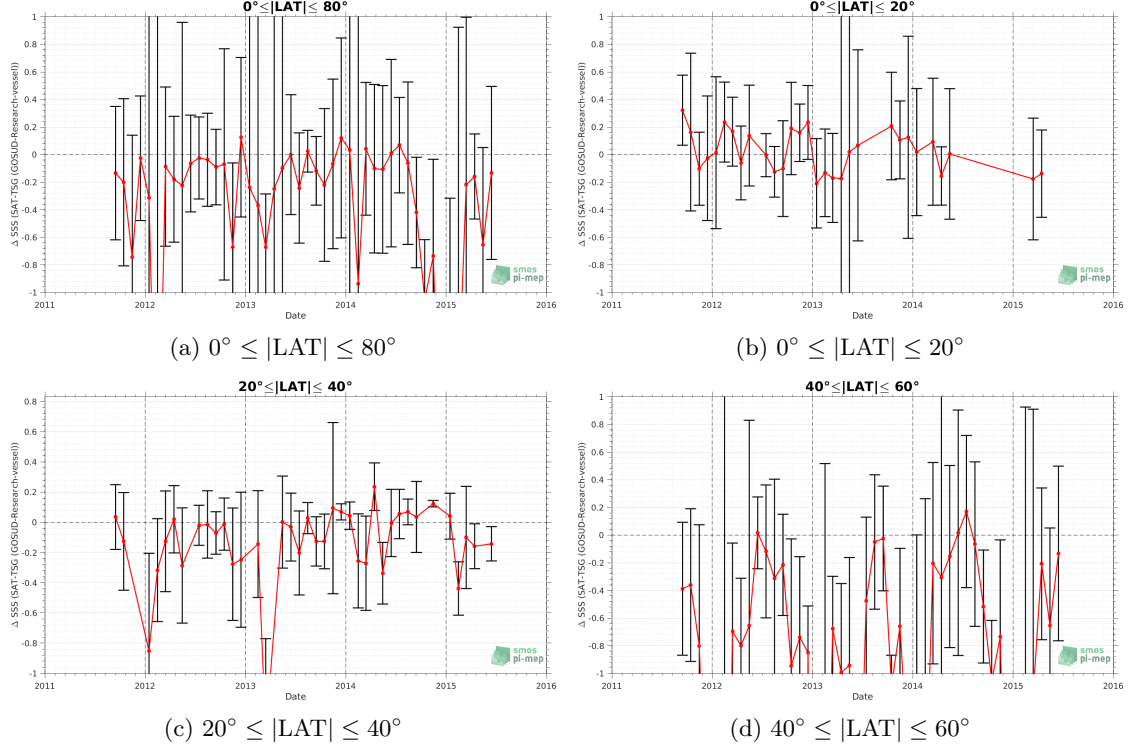 0°≤|LAT|≤ 80°
Δ SSS (SAT-TSG (GOSUD-Research-vessel))
1
0.8
0.6
0.4
0.2
0
-0.2
-0.4
-0.6
-0.8
-1
2011
2012
2013
2014
2015
2016
Date
smos
pi-mep
(a) 0° ≤ |LAT| ≤ 80°
0°≤|LAT|≤ 20°
Δ SSS (SAT-TSG (GOSUD-Research-vessel))
1
0.8
0.6
0.4
0.2
0
-0.2
-0.4
-0.6
-0.8
-1
2011
2012
2013
2014
2015
2016
Date
smos
pi-mep
(b) 0° ≤ |LAT| ≤ 20°
20°≤|LAT|≤ 40°
Δ SSS (SAT-TSG (GOSUD-Research-vessel))
0.8
0.6
0.4
0.2
0
-0.2
-0.4
-0.6
-0.8
-1
2011
2012
2013
2014
2015
2016
Date
smos
pi-mep
(c) 20° ≤ |LAT| ≤ 40°
40°≤|LAT|≤ 60°
Δ SSS (SAT-TSG (GOSUD-Research-vessel))
1
0.8
0.6
0.4
0.2
0
-0.2
-0.4
-0.6
-0.8
-1
2011
2012
2013
2014
2015
2016
Date
smos
pi-mep
(d) 40° ≤ |LAT| ≤ 60°